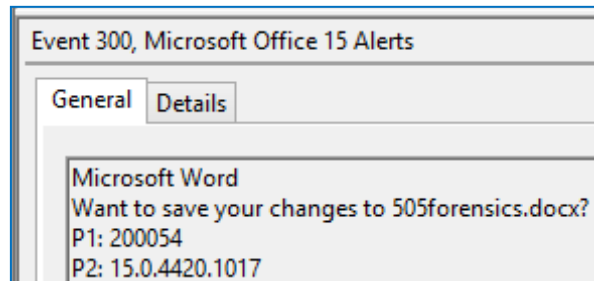 Event 300, Microsoft Office 15 Alerts
General Details
Microsoft Word
Want to save your changes to 505forensics.docx?
P1: 200054
P2: 15.0.4420.1017